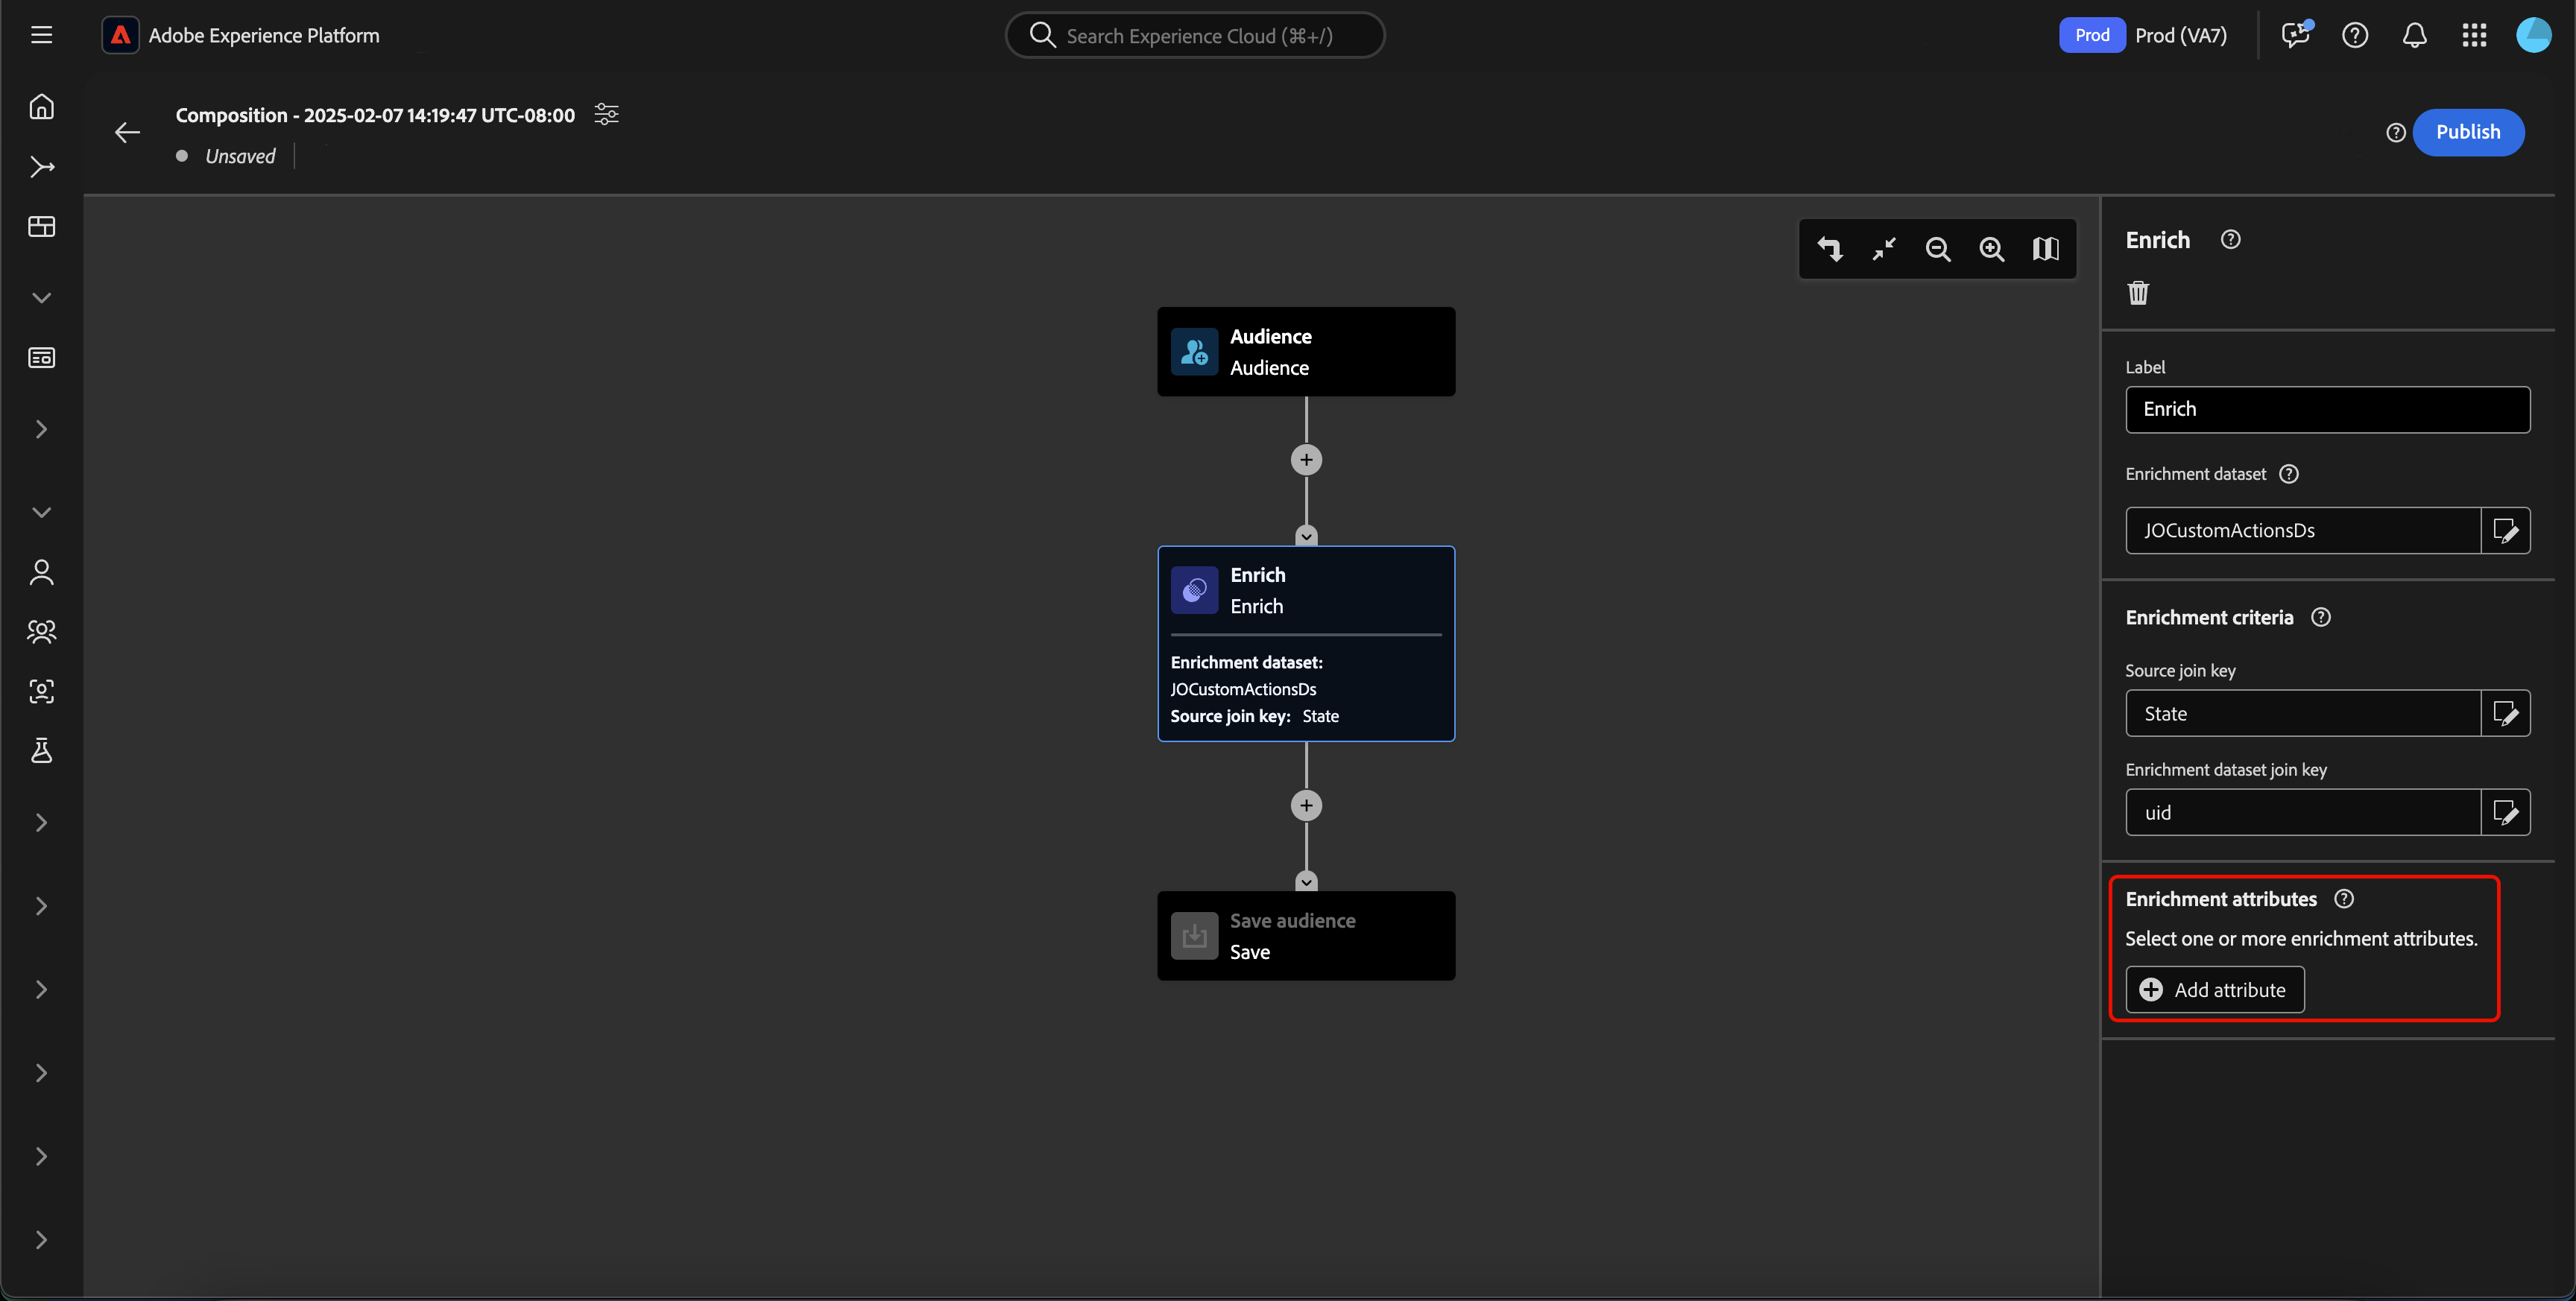 Adobe Experience Platform
Search Experience Cloud (⌘+/)
Prod
Prod (VA7)
Composition - 2025-02-07 14:19:47 UTC-08:00
Unsaved
Publish
Audience
Audience
Enrich
Enrich
Enrichment dataset:
JOCustomActionsDs
Source join key: State
Save audience
Save
Enrich
Label
Enrich
Enrichment dataset
JOCustomActionsDs
Enrichment criteria
Source join key
State
Enrichment dataset join key
uid
Enrichment attributes
Select one or more enrichment attributes.
Add attribute